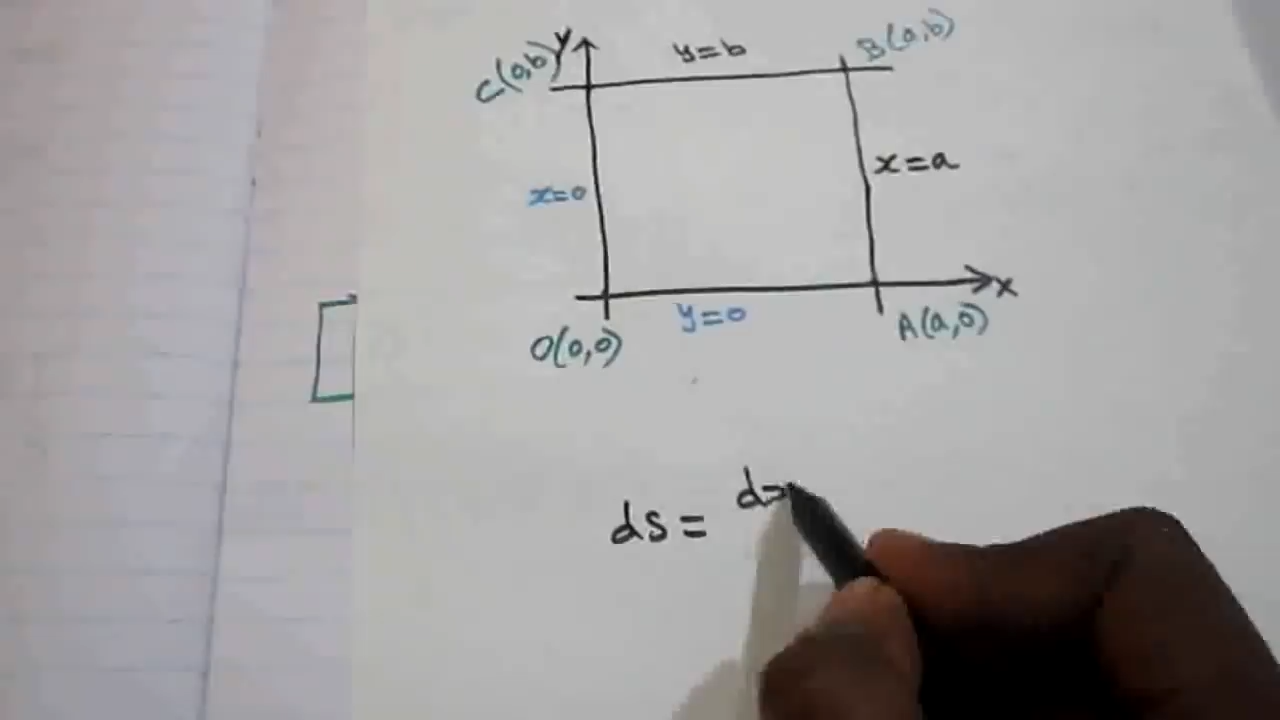 C(0,b) Y y=b B(a,b)
x=0 x=a
O(0,0) y=0 A(a,0) x
ds = d